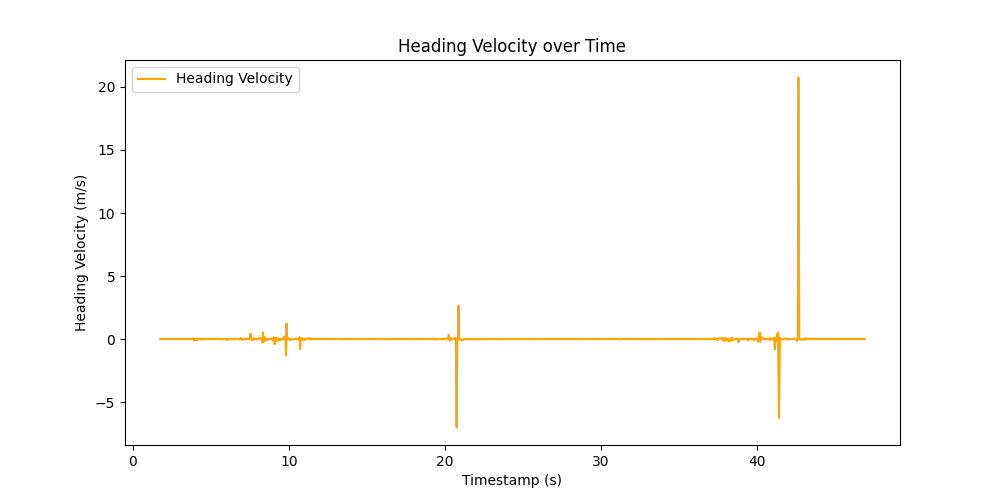 Heading Velocity over Time
Heading Velocity
20
15
10
5
0
−5
Heading Velocity (m/s)
0 10 20 30 40
Timestamp (s)